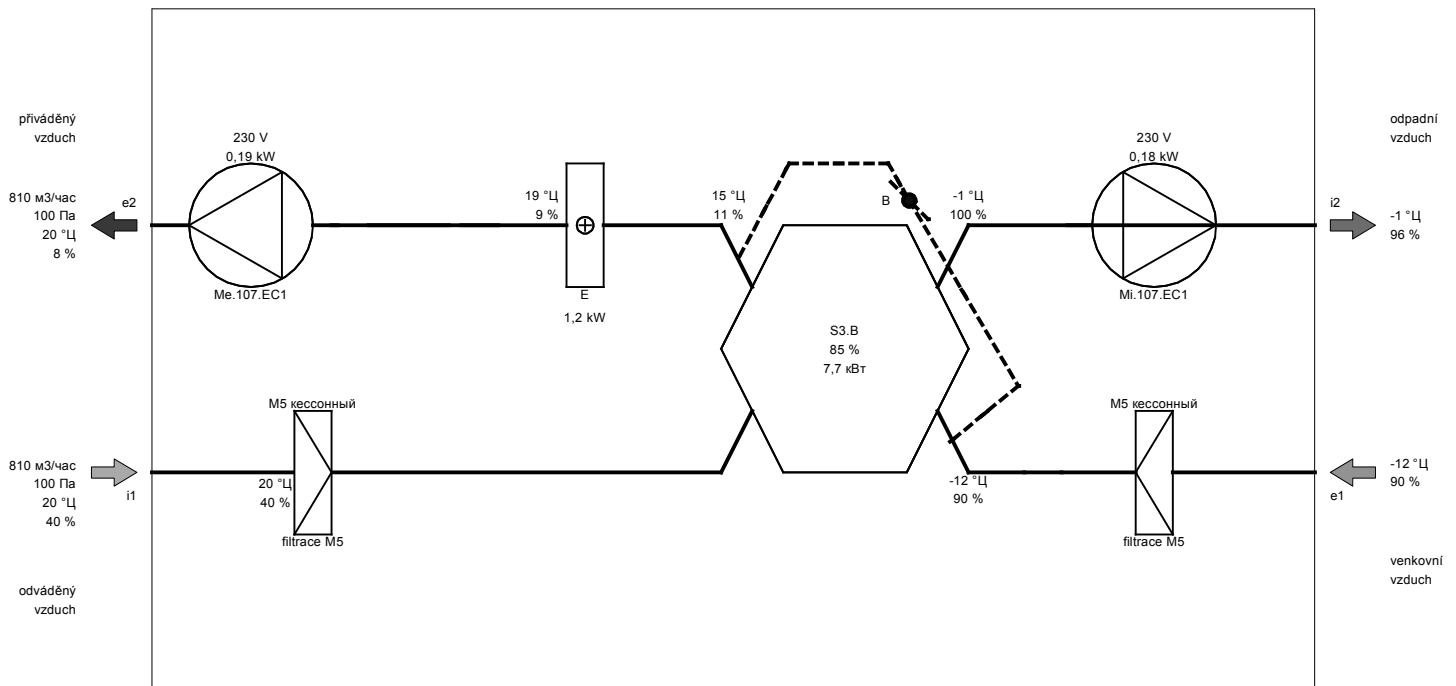 přiváděný
vzduch
810 м3/час
100 Па
20 °Ц
8 %
e2
230 V
0,19 kW
Me.107.EC1
19 °Ц
9 %
E
1,2 kW
15 °Ц
11 %
B
-1 °Ц
100 %
230 V
0,18 kW
Mi.107.EC1
odpadní
vzduch
i2
-1 °Ц
96 %
S3.B
85 %
7,7 кВт
M5 кессонный
810 м3/час
100 Па
20 °Ц
40 %
i1
20 °Ц
40 %
filtrace M5
odváděný
vzduch
-12 °Ц
90 %
M5 кессонный
filtrace M5
e1
-12 °Ц
90 %
venkovní
vzduch